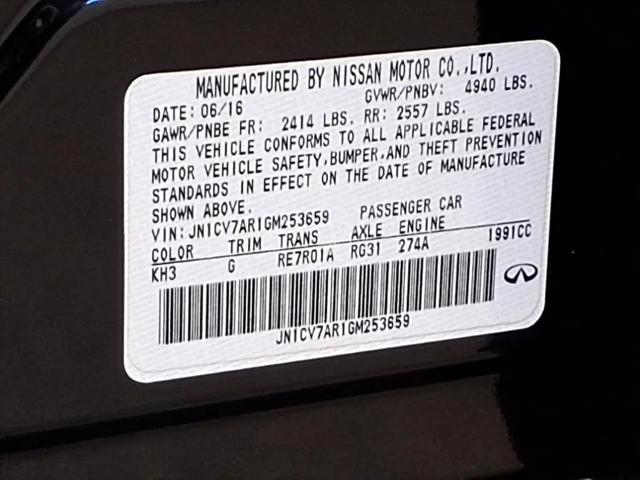 MANUFACTURED BY NISSAN MOTOR CO.,LTD.
DATE: 06/16 GVWR/PNBV: 4940 LBS.
GAWR/PNBE FR: 2414 LBS. RR: 2557 LBS.
THIS VEHICLE CONFORMS TO ALL APPLICABLE FEDERAL
MOTOR VEHICLE SAFETY,BUMPER,AND THEFT PREVENTION
STANDARDS IN EFFECT ON THE DATE OF MANUFACTURE
SHOWN ABOVE.
VIN:JN1CV7AR1GM253659 PASSENGER CAR
COLOR TRIM TRANS AXLE ENGINE
KH3 G RE7R01A RG31 274A 1991CC
JN1CV7AR1GM253659